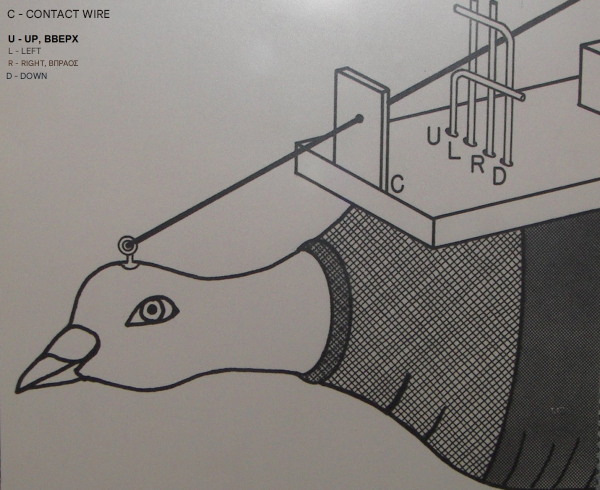 C - CONTACT WIRE
U - UP, ВВЕРХ
L - LEFT
R - RIGHT, ВПРАОΣ
D - DOWN
U
L
R
D
C